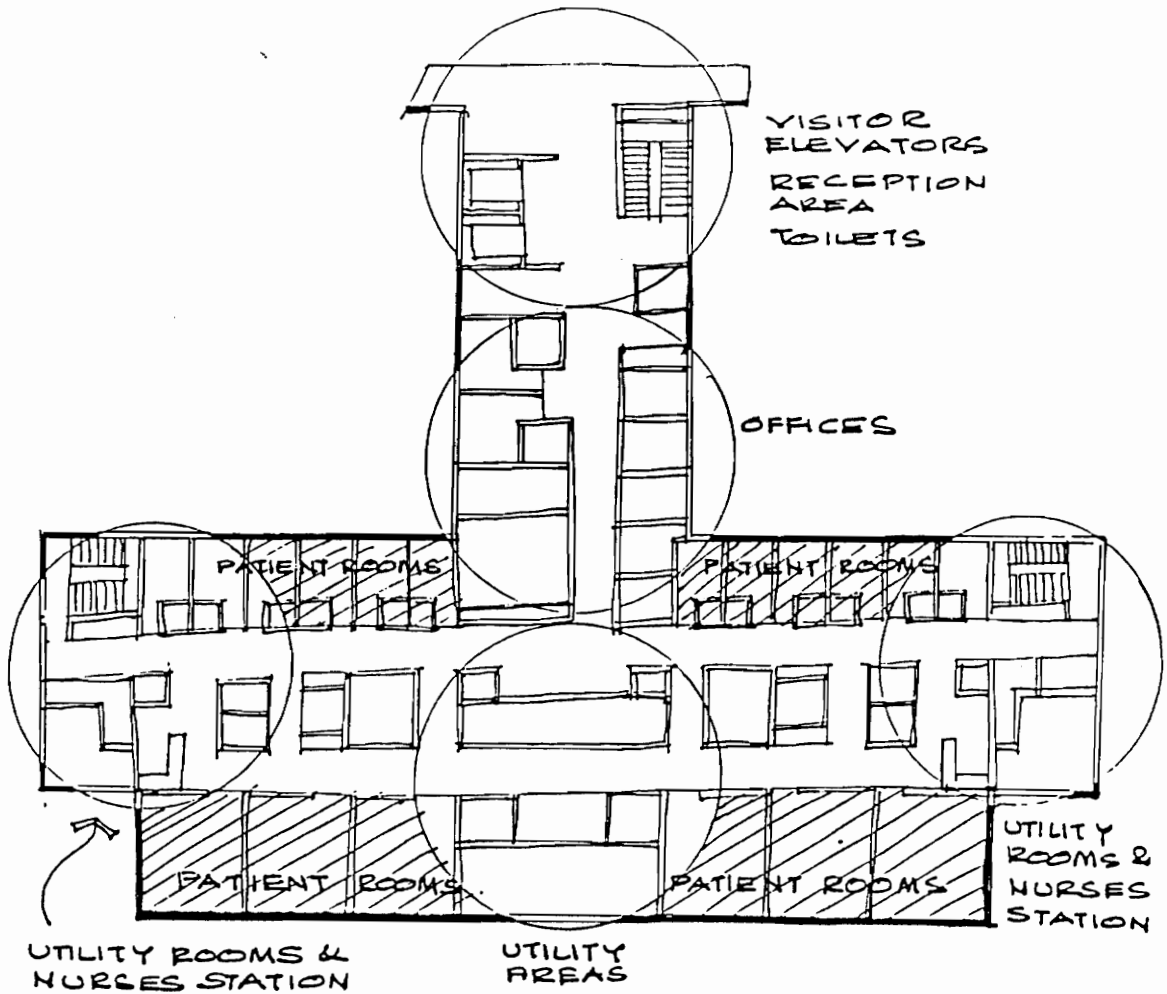 VISITOR
ELEVATORS
RECEPTION
AREA
TOILETS
OFFICES
PATIENT ROOMS
PATIENT ROOMS
PATIENT ROOMS
PATIENT ROOMS
UTILITY
ROOMS &
NURSES
STATION
UTILITY ROOMS &
NURSES STATION
UTILITY
AREAS